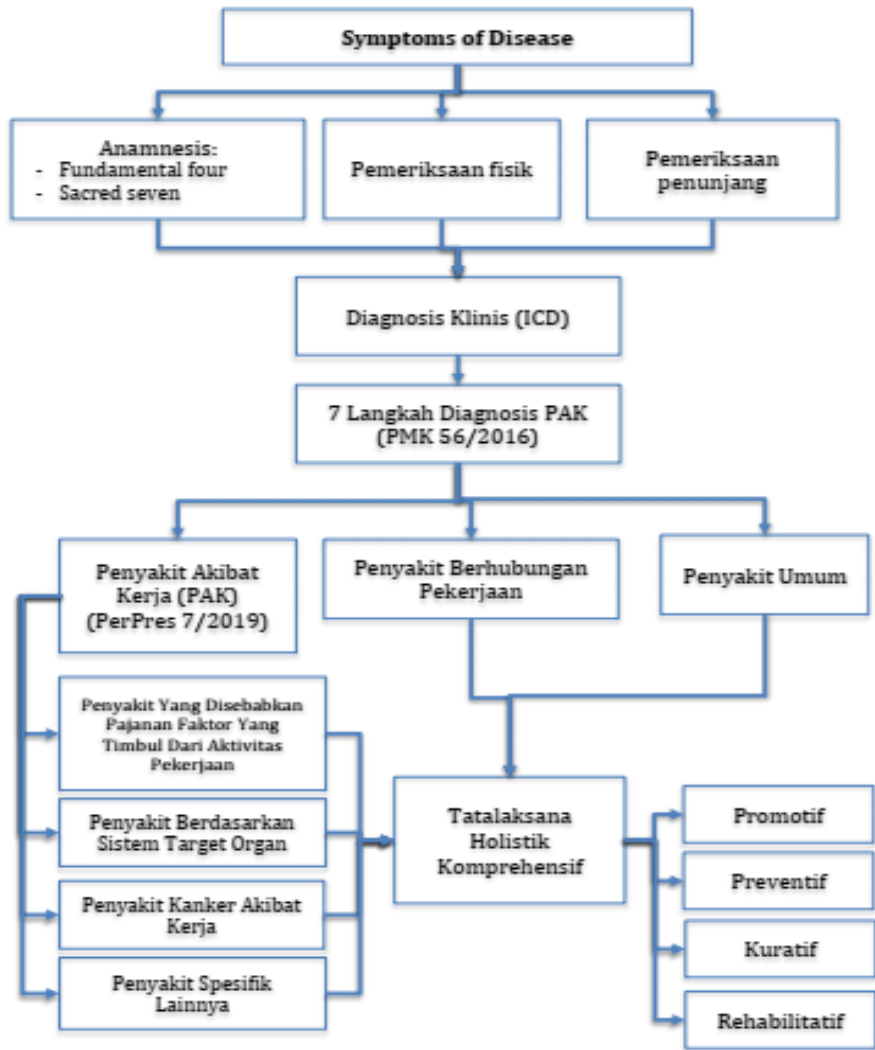 Symptoms of Disease
Anamnesis:
- Fundamental four
- Sacred seven
Pemeriksaan fisik
Pemeriksaan
penunjang
Diagnosis Klinis (ICD)
7 Langkah Diagnosis PAK
(PMK 56/2016)
Penyakit Akibat
Kerja (PAK)
(PerPres 7/2019)
Penyakit Berhubungan
Pekerjaan
Penyakit Umum
Penyakit Yang Disebabkan
Pajanan Faktor Yang
Timbul Dari Aktivitas
Pekerjaan
Penyakit Berdasarkan
Sistem Target Organ
Penyakit Kanker Akibat
Kerja
Penyakit Spesifik
Lainnya
Tatalaksana
Holistik
Komprehensif
Promotif
Preventif
Kuratif
Rehabilitatif